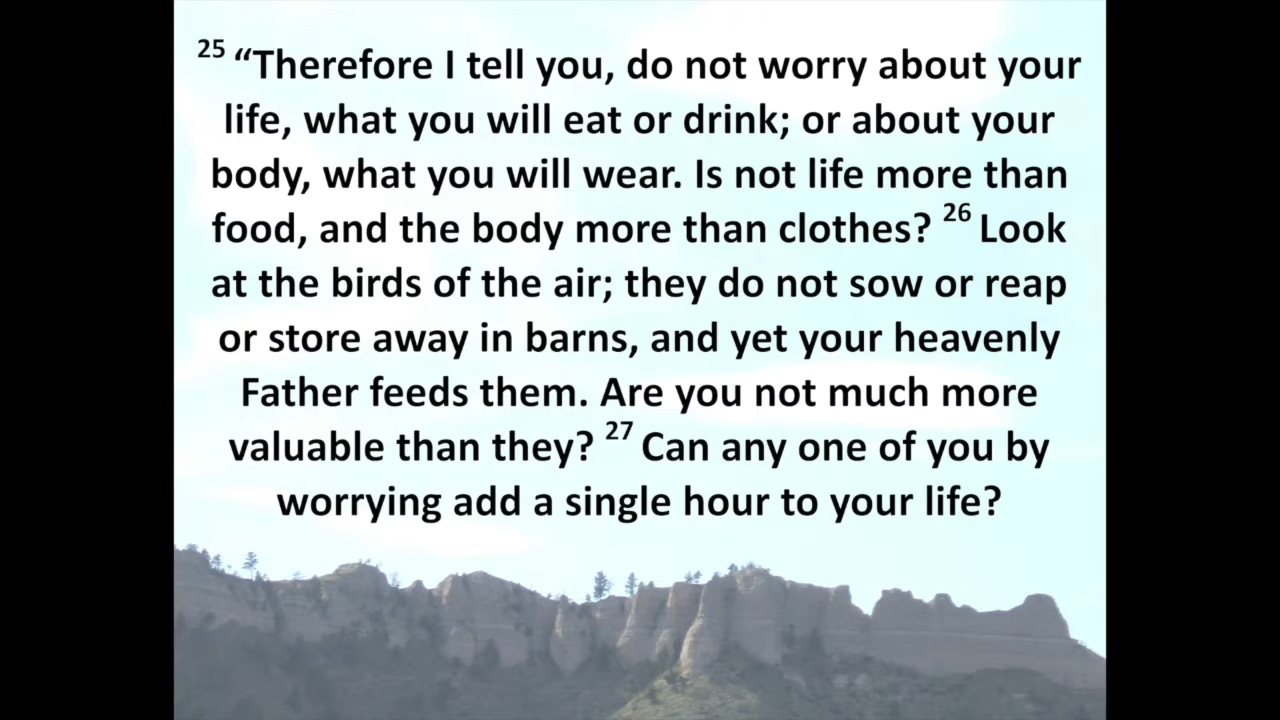 25 “Therefore I tell you, do not worry about your
life, what you will eat or drink; or about your
body, what you will wear. Is not life more than
food, and the body more than clothes? 26 Look
at the birds of the air; they do not sow or reap
or store away in barns, and yet your heavenly
Father feeds them. Are you not much more
valuable than they? 27 Can any one of you by
worrying add a single hour to your life?